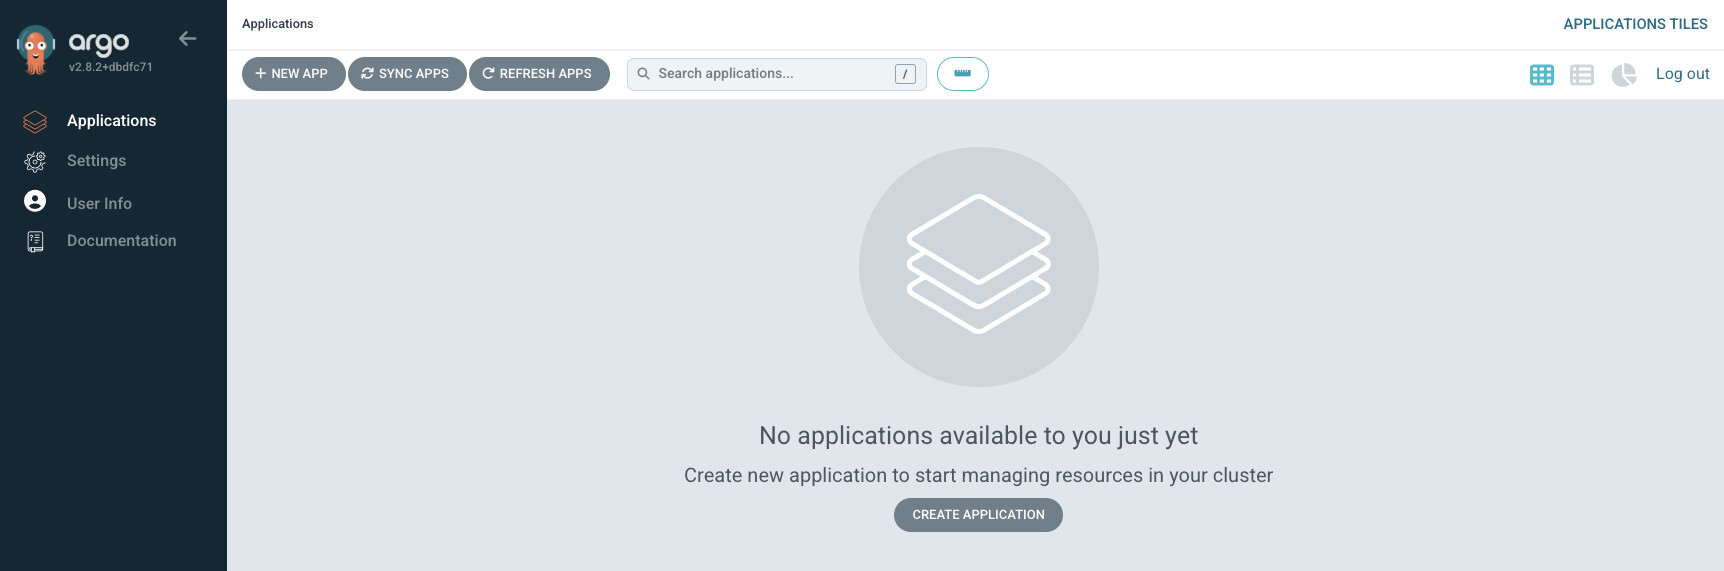 argo
v2.8.2+dbdfc71
Applications
Settings
User Info
Documentation
Applications
APPLICATIONS TILES
NEW APP
SYNC APPS
REFRESH APPS
Search applications...
/
Log out
No applications available to you just yet
Create new application to start managing resources in your cluster
CREATE APPLICATION